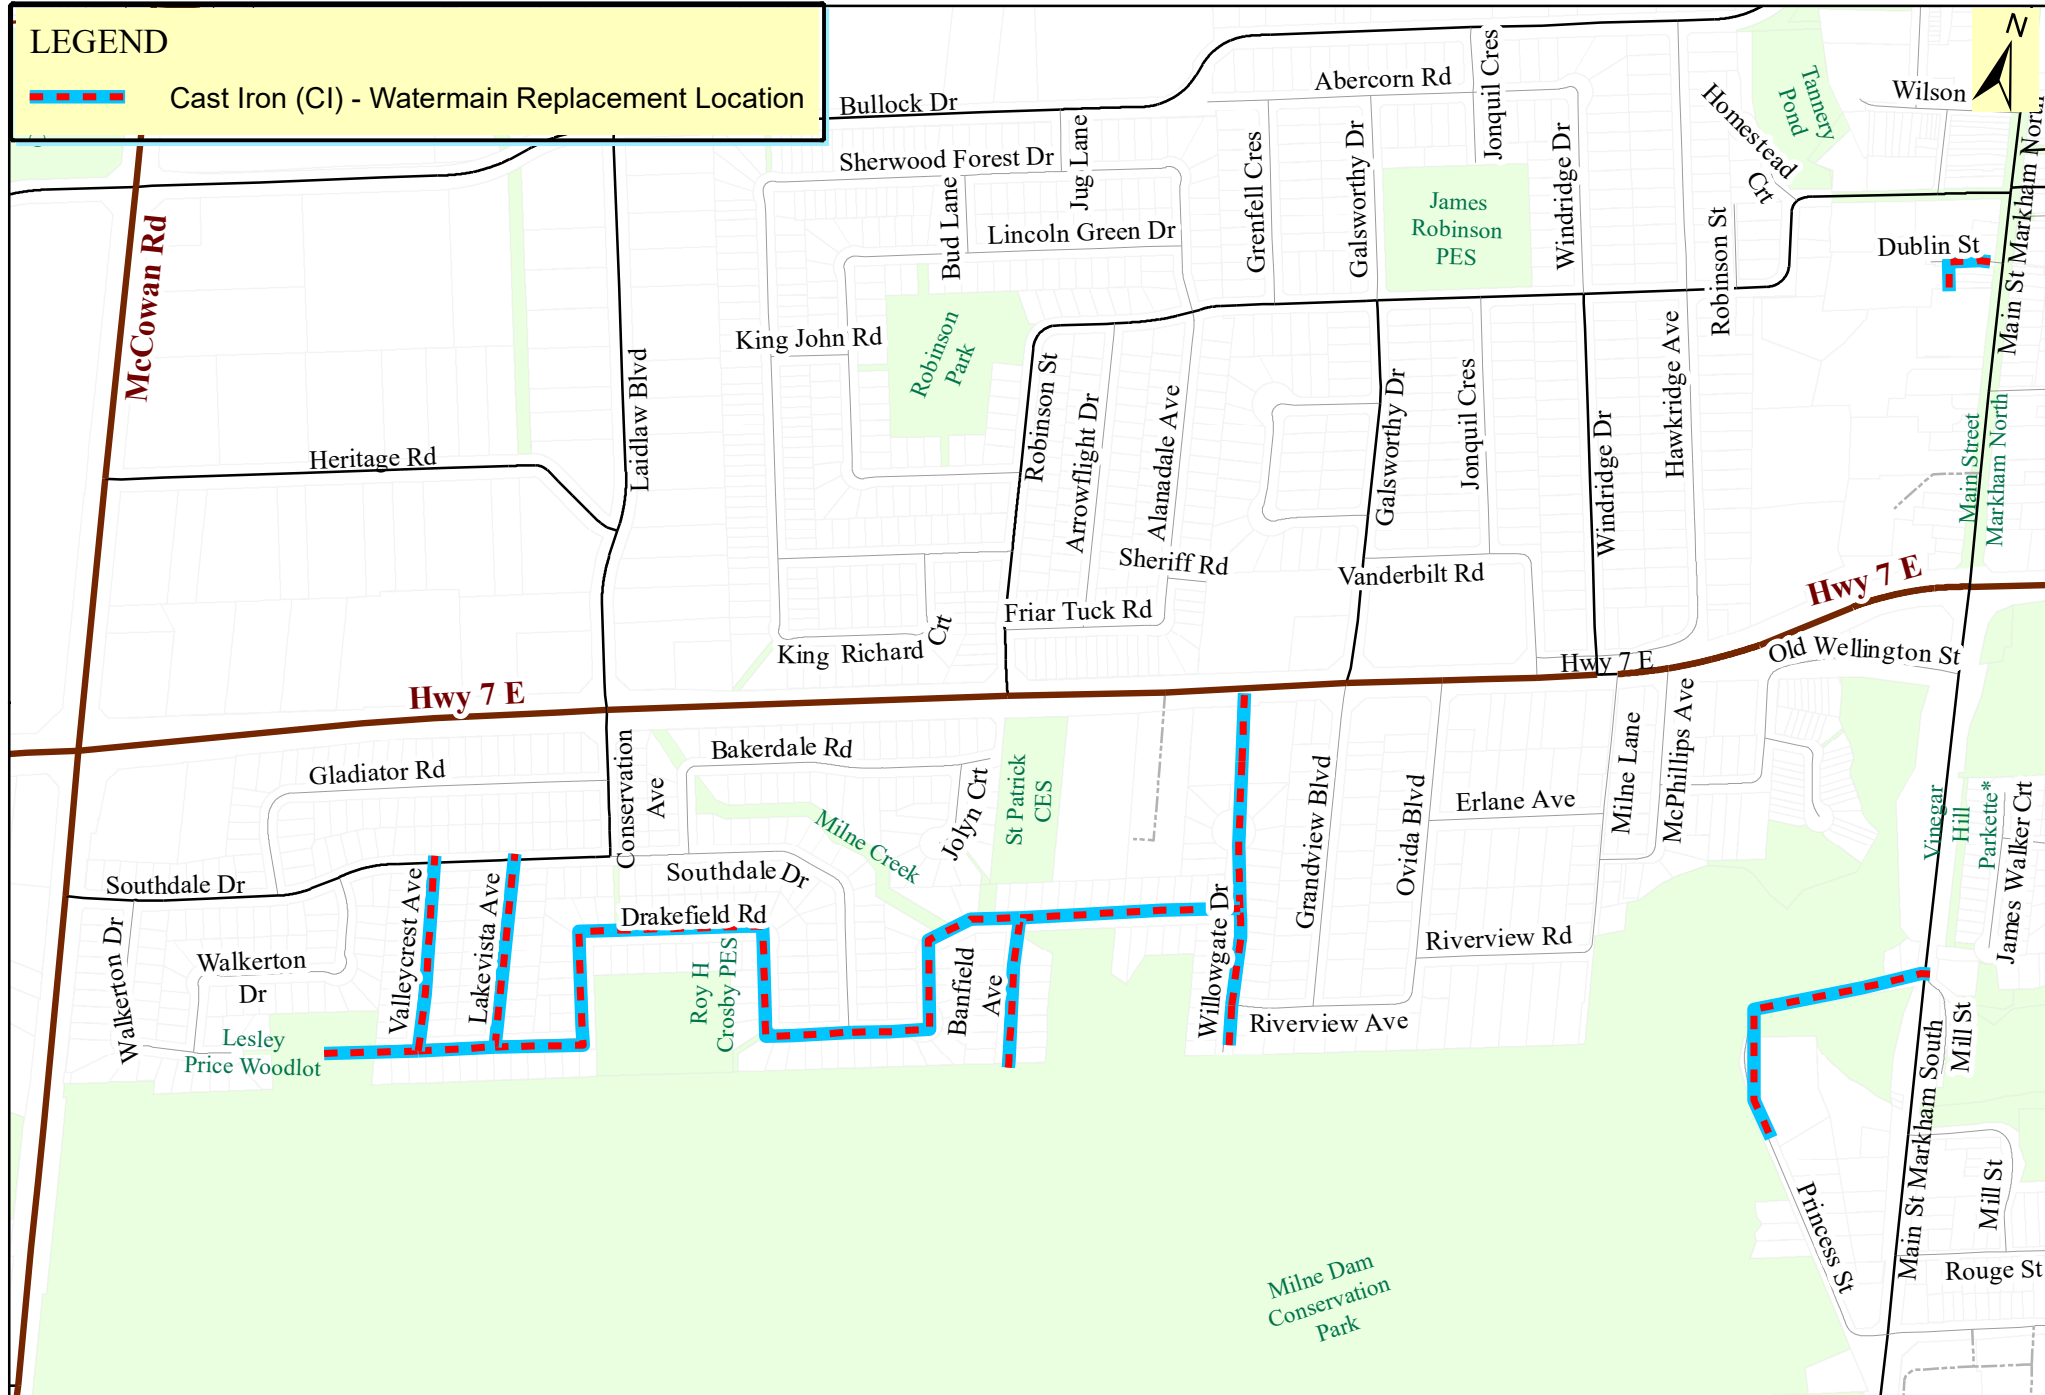 LEGEND
Cast Iron (CI) - Watermain Replacement Location
N
Bullock Dr
Abercorn Rd
Jonquil Cres
Tannery
Pond
Wilson
Homestead
Crt
Main St Markham North
Sherwood Forest Dr
Jug Lane
Bud Lane
Lincoln Green Dr
Grenfell Cres
Galsworthy Dr
James
Robinson
PES
Windridge Dr
Robinson St
Dublin St
McCowan Rd
King John Rd
Robinson
Park
Laidlaw Blvd
Heritage Rd
Robinson St
Arrowflight Dr
Alanadale Ave
Galsworthy Dr
Jonquil Cres
Windridge Dr
Hawkridge Ave
Main Street
Markham North
Sheriff Rd
Vanderbilt Rd
Hwy 7 E
Friar Tuck Rd
King Richard
Crt
Hwy 7 E
Old Wellington St
Hwy 7 E
Gladiator Rd
Conservation
Ave
Bakerdale Rd
Jolyn Crt
St Patrick
CES
Milne Creek
Grandview Blvd
Ovida Blvd
Erlane Ave
Milne Lane
McPhillips Ave
Vinegar
Hill
Parkette*
James Walker Crt
Southdale Dr
Southdale Dr
Valleycrest Ave
Lakevista Ave
Drakefield Rd
Walkerton Dr
Walkerton
Dr
Roy H
Crosby PES
Banfield
Ave
Willowgate Dr
Riverview Rd
Riverview Ave
Lesley
Price Woodlot
Mill St
Main St Markham South
Princess St
Mill St
Rouge St
Milne Dam
Conservation
Park